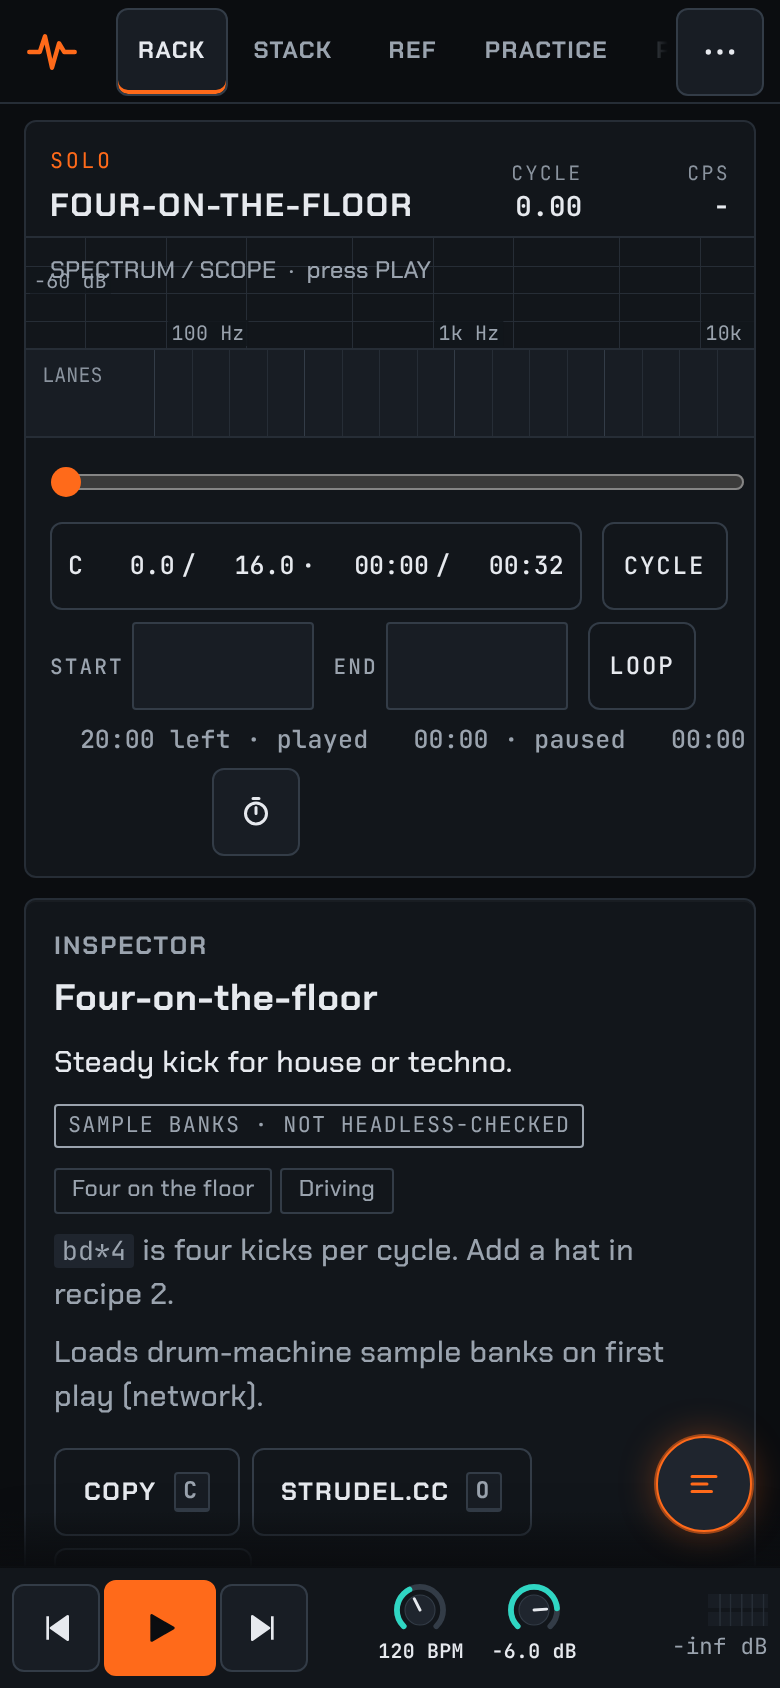 RACK STACK REF PRACTICE ...
SOLO
FOUR-ON-THE-FLOOR
CYCLE CPS
0.00 -
SPECTRUM / SCOPE · press PLAY
-60 dB
100 Hz 1k Hz 10k
LANES
C 0.0 / 16.0 · 00:00 / 00:32 CYCLE
START END LOOP
20:00 left · played 00:00 · paused 00:00
INSPECTOR
Four-on-the-floor
Steady kick for house or techno.
SAMPLE BANKS · NOT HEADLESS-CHECKED
Four on the floor Driving
bd*4 is four kicks per cycle. Add a hat in
recipe 2.
Loads drum-machine sample banks on first
play (network).
COPY C STRUDEL.CC O
120 BPM -6.0 dB -inf dB